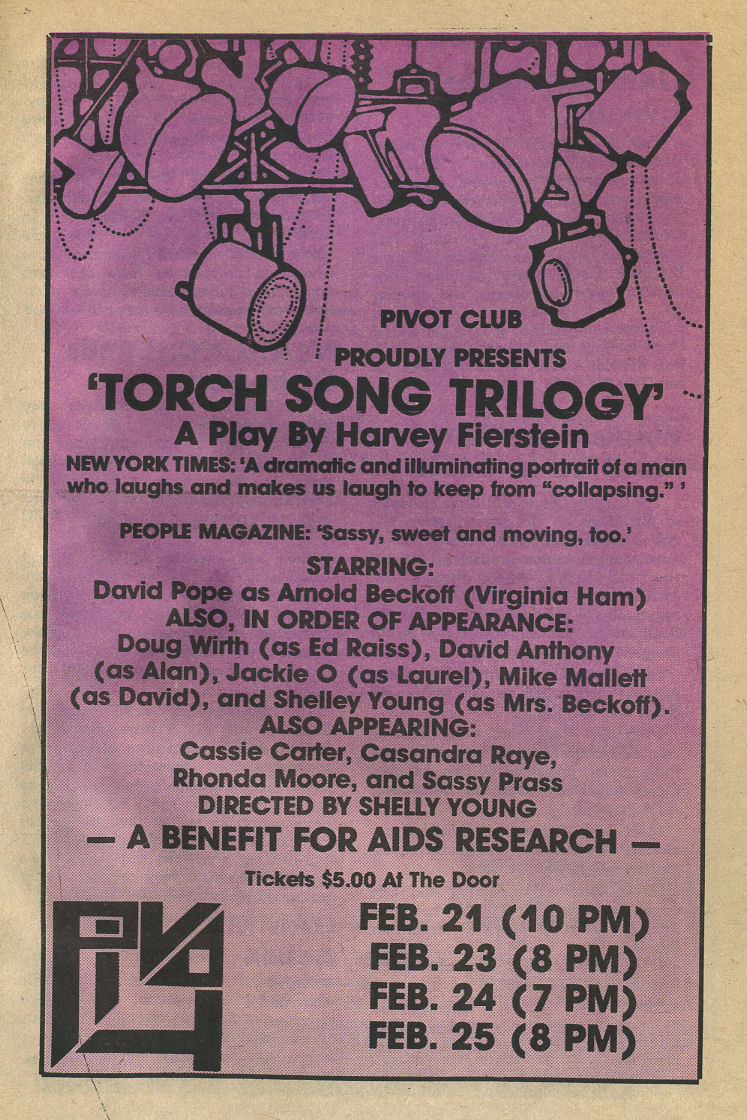 PIVOT CLUB
PROUDLY PRESENTS
‘TORCH SONG TRILOGY’
A Play By Harvey Fierstein
NEW YORK TIMES: ‘A dramatic and illuminating portrait of a man
who laughs and makes us laugh to keep from “collapsing.” ’
PEOPLE MAGAZINE: ‘Sassy, sweet and moving, too.’
STARRING:
David Pope as Arnold Beckoff (Virginia Ham)
ALSO, IN ORDER OF APPEARANCE:
Doug Wirth (as Ed Raiss), David Anthony
(as Alan), Jackie O (as Laurel), Mike Mallett
(as David), and Shelley Young (as Mrs. Beckoff).
ALSO APPEARING:
Cassie Carter, Casandra Raye,
Rhonda Moore, and Sassy Prass
DIRECTED BY SHELLY YOUNG
— A BENEFIT FOR AIDS RESEARCH —
Tickets $5.00 At The Door
PIVOT
FEB. 21 (10 PM)
FEB. 23 (8 PM)
FEB. 24 (7 PM)
FEB. 25 (8 PM)